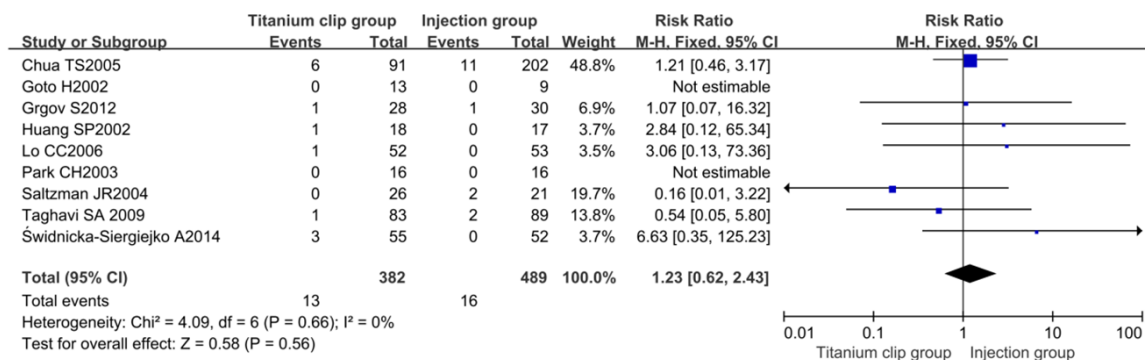 Titanium clip group Injection group Risk Ratio Risk Ratio
Study or Subgroup Events Total Events Total Weight M-H, Fixed, 95% CI M-H, Fixed, 95% CI
Chua TS2005 6 91 11 202 48.8% 1.21 [0.46, 3.17]
Goto H2002 0 13 0 9 Not estimable
Grgov S2012 1 28 1 30 6.9% 1.07 [0.07, 16.32]
Huang SP2002 1 18 0 17 3.7% 2.84 [0.12, 65.34]
Lo CC2006 1 52 0 53 3.5% 3.06 [0.13, 73.36]
Park CH2003 0 16 0 16 Not estimable
Saltzman JR2004 0 26 2 21 19.7% 0.16 [0.01, 3.22]
Taghavi SA 2009 1 83 2 89 13.8% 0.54 [0.05, 5.80]
Świdnicka-Siergiejko A2014 3 55 0 52 3.7% 6.63 [0.35, 125.23]
Total (95% CI) 382 489 100.0% 1.23 [0.62, 2.43]
Total events 13 16
Heterogeneity: Chi² = 4.09, df = 6 (P = 0.66); I² = 0%
Test for overall effect: Z = 0.58 (P = 0.56)
0.01 0.1 1 10 100
Titanium clip group Injection group